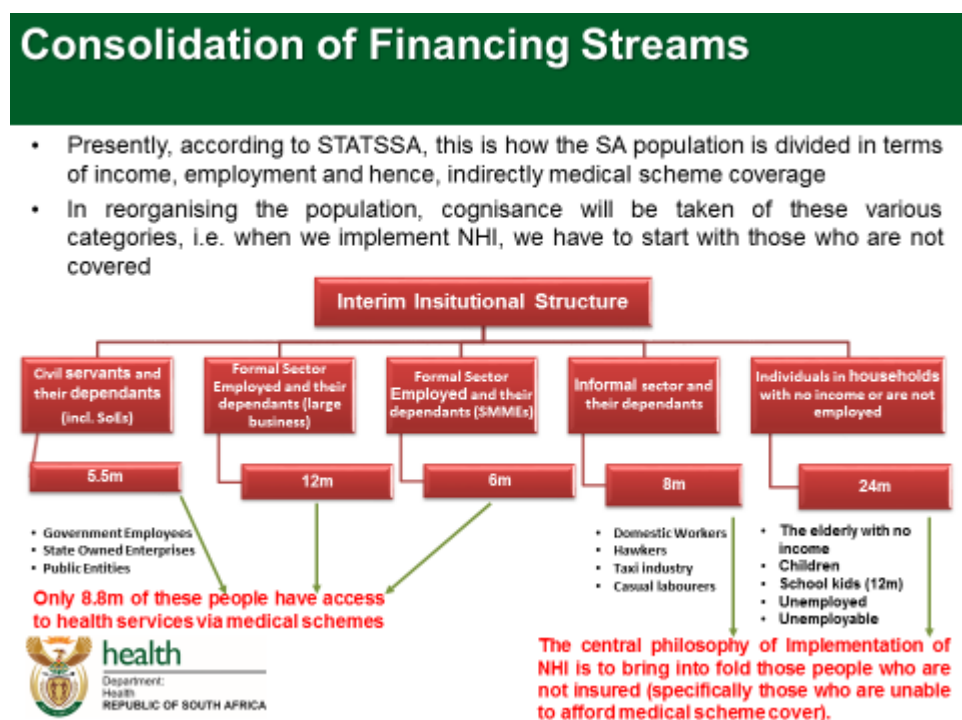 Consolidation of Financing Streams
• Presently, according to STATSSA, this is how the SA population is divided in terms
of income, employment and hence, indirectly medical scheme coverage
• In reorganising the population, cognisance will be taken of these various
categories, i.e. when we implement NHI, we have to start with those who are not
covered
Interim Insitutional Structure
Civil servants and
their dependants
(incl. SoEs)
Formal Sector
Employed and their
dependants (large
business)
Formal Sector
Employed and their
dependants (SMMEs)
Informal sector and
their dependants
Individuals in households
with no income or are not
employed
5.5m
12m
6m
8m
24m
• Government Employees
• State Owned Enterprises
• Public Entities
• Domestic Workers
• Hawkers
• Taxi industry
• Casual labourers
• The elderly with no
income
• Children
• School kids (12m)
• Unemployed
• Unemployable
Only 8.8m of these people have access
to health services via medical schemes
The central philosophy of Implementation of
NHI is to bring into fold those people who are
not insured (specifically those who are unable
to afford medical scheme cover).
health
Department:
Health
REPUBLIC OF SOUTH AFRICA